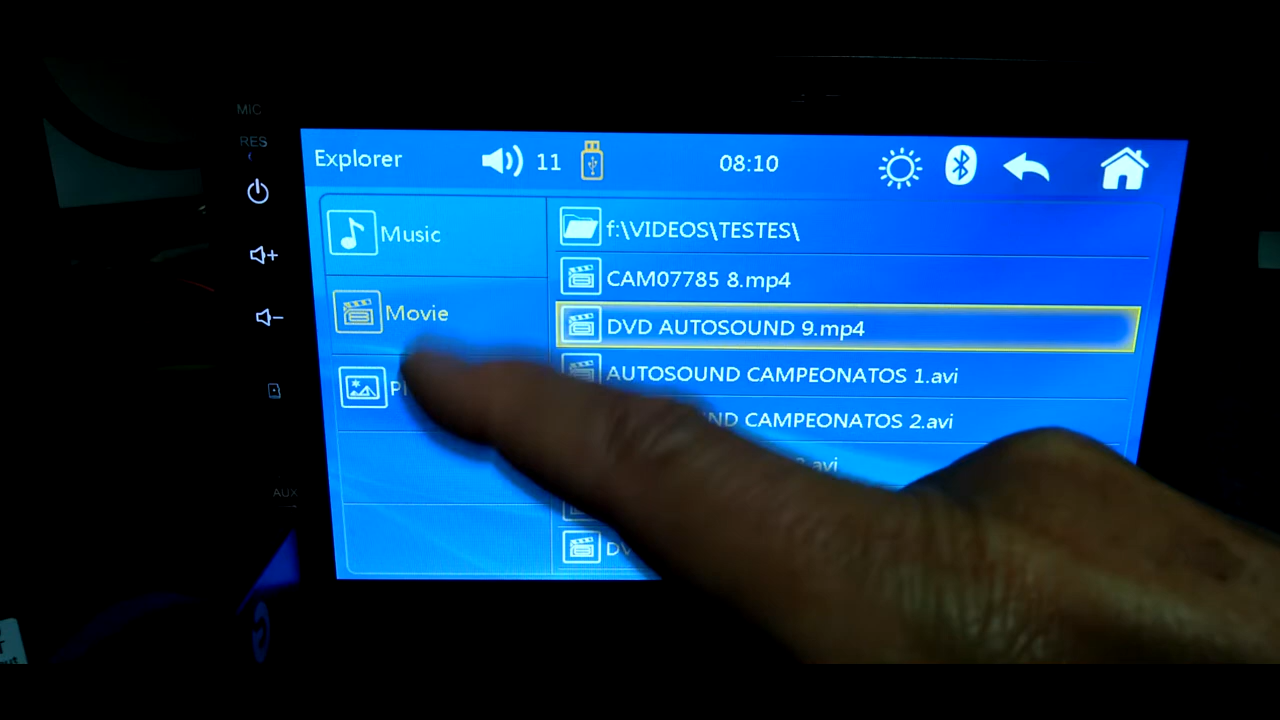 MIC
RES
Explorer 11 08:10
Music
Movie
f:\VIDEOS\TESTES\
CAM07785 8.mp4
DVD AUTOSOUND 9.mp4
AUTOSOUND CAMPEONATOS 1.avi
CAMPEONATOS 2.avi
.avi
AUX